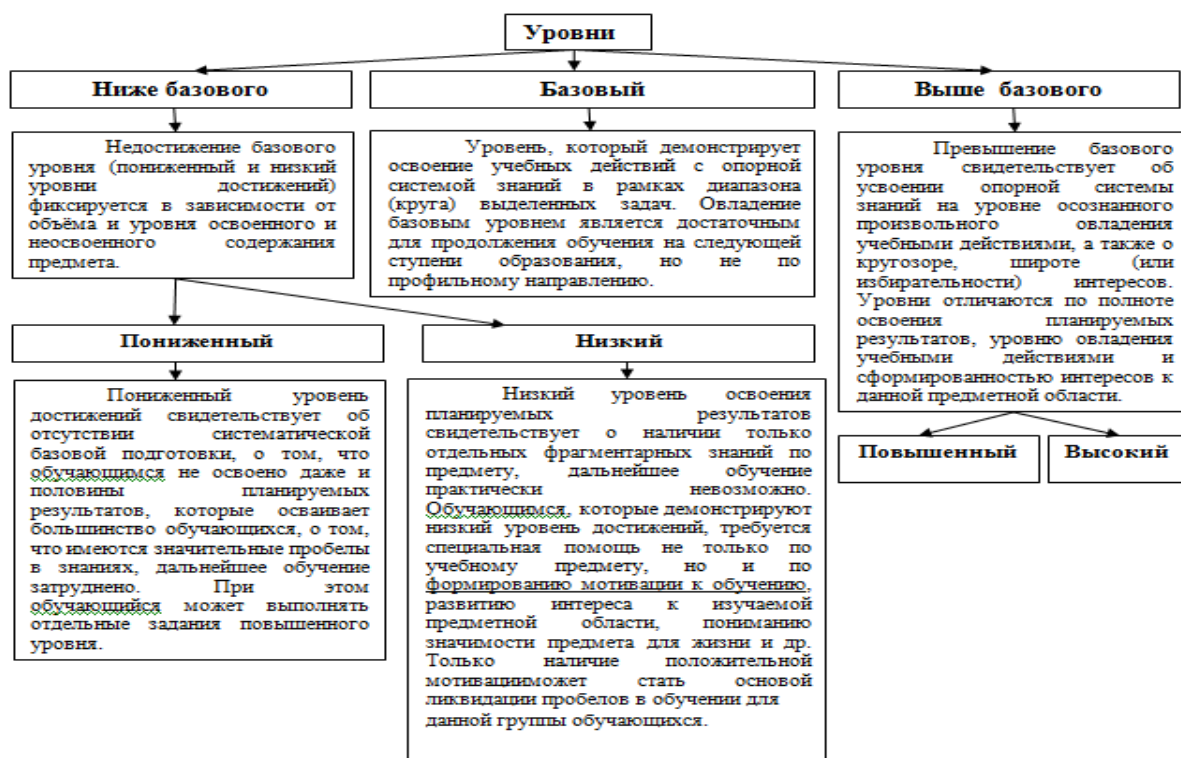 Уровни
Ниже базового
Базовый
Выше базового
Недостижение базового
уровня (пониженный и низкий
уровни достижений)
фиксируется в зависимости от
объёма и уровня освоенного и
неосвоенного содержания
предмета.
Уровень, который демонстрирует
освоение учебных действий с опорной
системой знаний в рамках диапазона
(круга) выделенных задач. Овладение
базовым уровнем является достаточным
для продолжения обучения на следующей
ступени образования, но не по
профильному направлению.
Превышение базового
уровня свидетельствует об
усвоении опорной системы
знаний на уровне осознанного
произвольного овладения
учебными действиями, а также о
кругозоре, широте (или
избирательности) интересов.
Уровни отличаются по полноте
освоения планируемых
результатов, уровню овладения
учебными действиями и
сформированностью интересов к
данной предметной области.
Пониженный
Низкий
Пониженный уровень
достижений свидетельствует об
отсутствии систематической
базовой подготовки, о том, что
обучающимся не освоено даже и
половины планируемых
результатов, которые осваивает
большинство обучающихся, о том,
что имеются значительные пробелы
в знаниях, дальнейшее обучение
затруднено. При этом
обучающийся может выполнять
отдельные задания повышенного
уровня.
Низкий уровень освоения
планируемых результатов
свидетельствует о наличии только
отдельных фрагментарных знаний по
предмету, дальнейшее обучение
практически невозможно.
Обучающимся, которые демонстрируют
низкий уровень достижений, требуется
специальная помощь не только по
учебному предмету, но и по
формированию мотивации к обучению,
развитию интереса к изучаемой
предметной области, пониманию
значимости предмета для жизни и др.
Только наличие положительной
мотивацииможет стать основой
ликвидации пробелов в обучении для
данной группы обучающихся.
Повышенный
Высокий